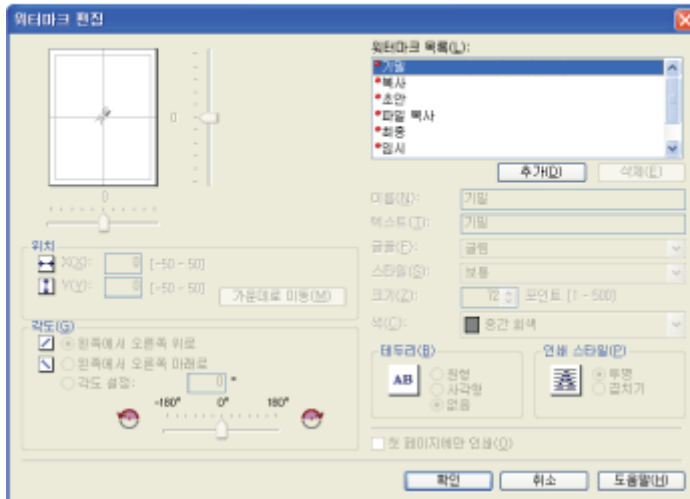 워터마크 편집
워터마크 목록(L):
기밀
복사
초안
파일 복사
최종
임시
추가(D) 삭제(E)
이름(N): 기밀
텍스트(T): 기밀
글꼴(F): 굴림
스타일(S): 보통
크기(Z): 72 포인트 [1 - 500]
색(C): 중간 회색
0
0
위치
X(X): 0 [-50 - 50]
Y(Y): 0 [-50 - 50]
가운데로 이동(M)
각도(G)
왼쪽에서 오른쪽 위로
왼쪽에서 오른쪽 아래로
각도 설정: 0 °
-180° 0° 180°
테두리(B)
AB
원형
사각형
없음
인쇄 스타일(P)
투명
겹치기
첫 페이지에만 인쇄(O)
확인 취소 도움말(H)